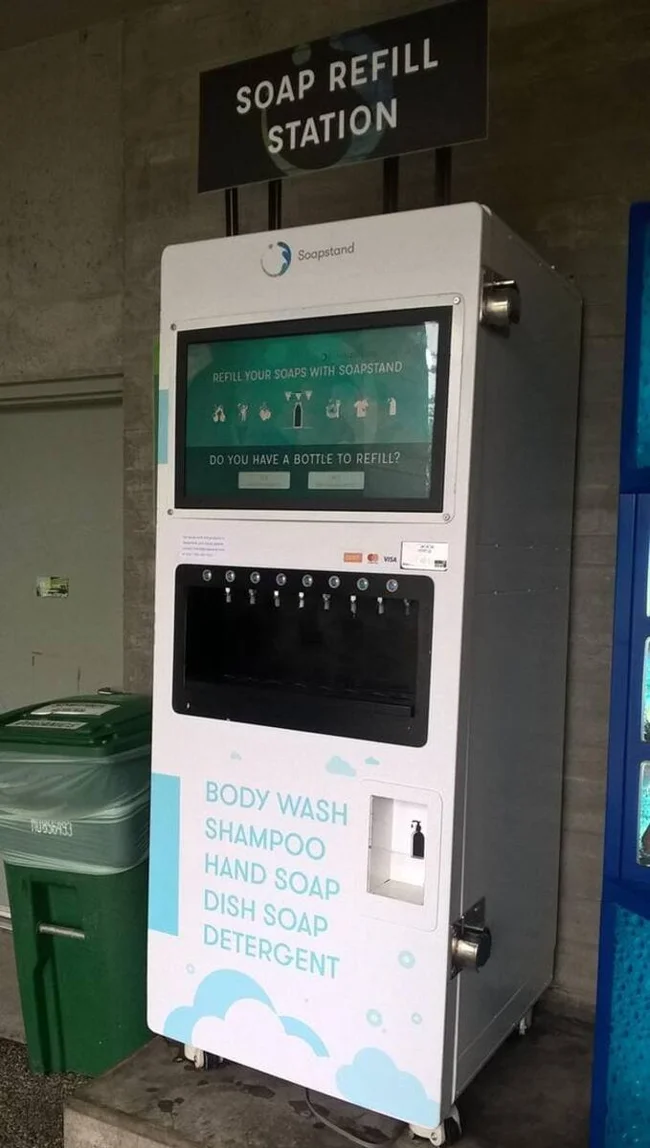 SOAP REFILL
STATION
Soapstand
REFILL YOUR SOAPS WITH SOAPSTAND
DO YOU HAVE A BOTTLE TO REFILL?
VISA
BODY WASH
SHAMPOO
HAND SOAP
DISH SOAP
DETERGENT